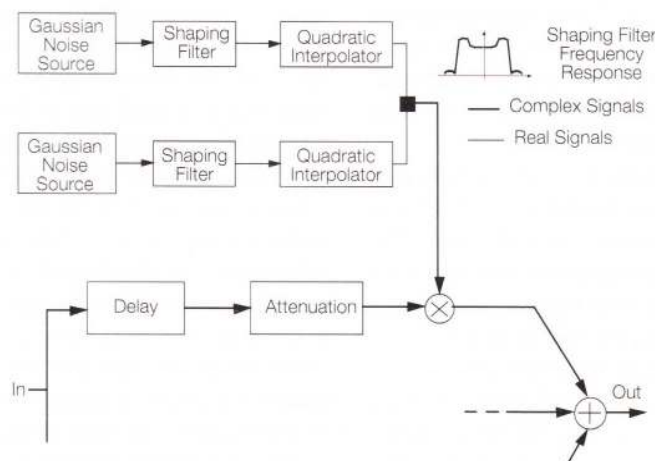 Gaussian
Noise
Source
Shaping
Filter
Quadratic
Interpolator
Shaping Filter
Frequency
Response
Complex Signals
Real Signals
Gaussian
Noise
Source
Shaping
Filter
Quadratic
Interpolator
Delay
Attenuation
In
Out